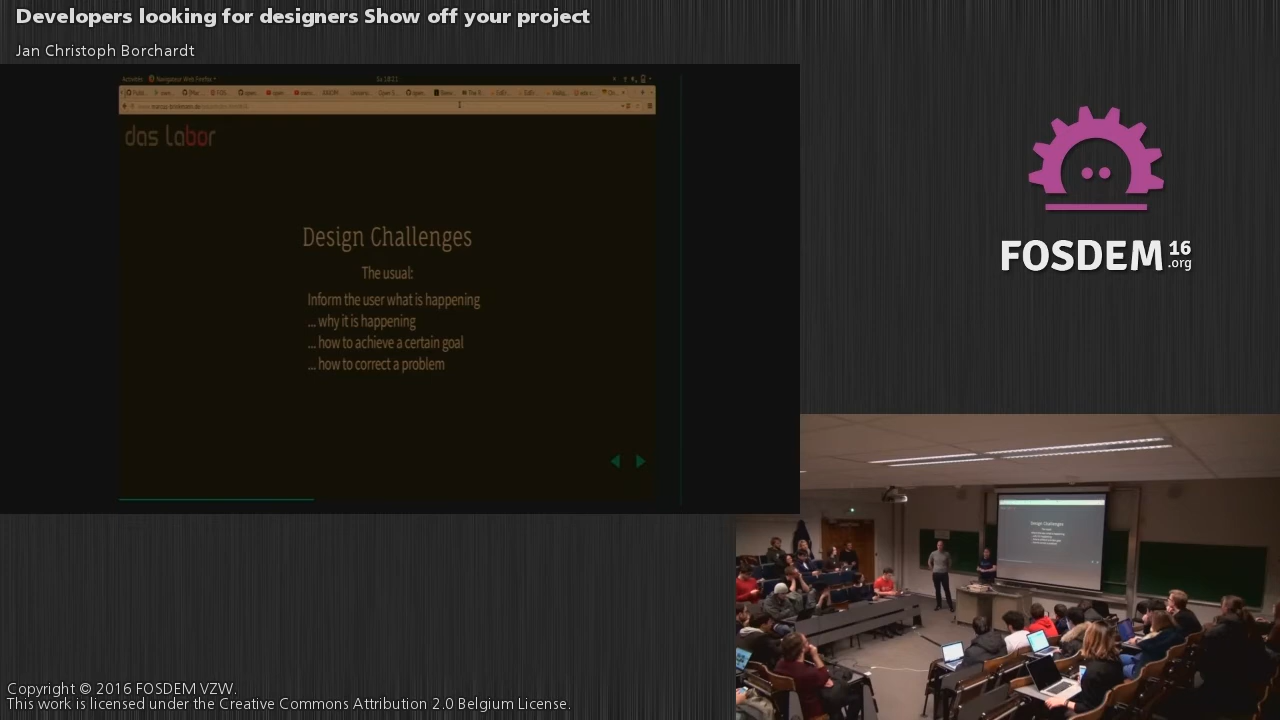 Developers looking for designers Show off your project
Jan Christoph Borchardt
das labor
Design Challenges
The usual:
Inform the user what is happening
... why it is happening
... how to achieve a certain goal
... how to correct a problem
FOSDEM 16
.org
Design Challenges
Copyright © 2016 FOSDEM VZW.
This work is licensed under the Creative Commons Attribution 2.0 Belgium License.